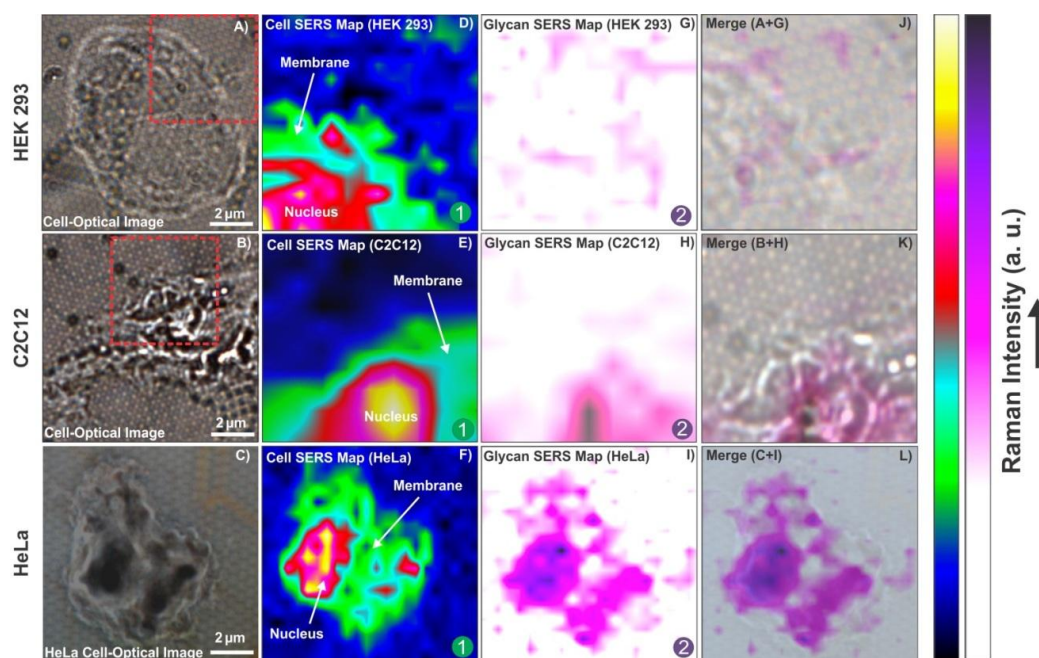 HEK 293
A)
Cell-Optical Image
2 µm
Cell SERS Map (HEK 293) D)
Membrane
Nucleus
1
Glycan SERS Map (HEK 293) G)
2
Merge (A+G) J)
C2C12
B)
Cell-Optical Image
2 µm
Cell SERS Map (C2C12) E)
Membrane
Nucleus
1
Glycan SERS Map (C2C12) H)
2
Merge (B+H) K)
HeLa
C)
HeLa Cell-Optical Image
2 µm
Cell SERS Map (HeLa) F)
Membrane
Nucleus
1
Glycan SERS Map (HeLa) I)
2
Merge (C+I) L)
Raman Intensity (a. u.)